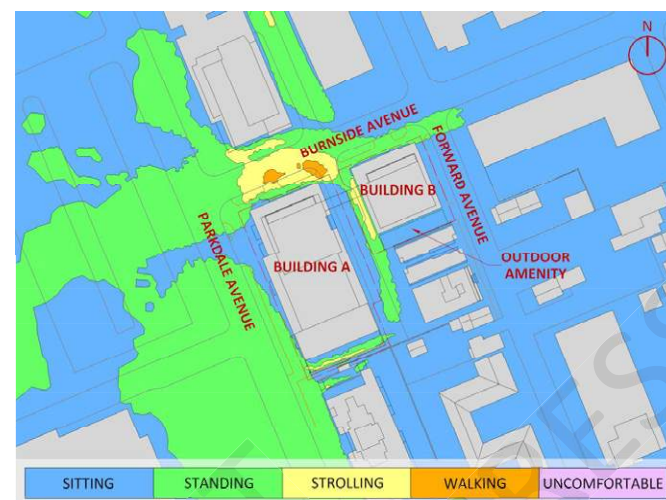 N
BURNSIDE AVENUE
FORWARD AVENUE
BUILDING B
PARKDALE AVENUE
BUILDING A
OUTDOOR
AMENITY
SITTING
STANDING
STROLLING
WALKING
UNCOMFORTABLE